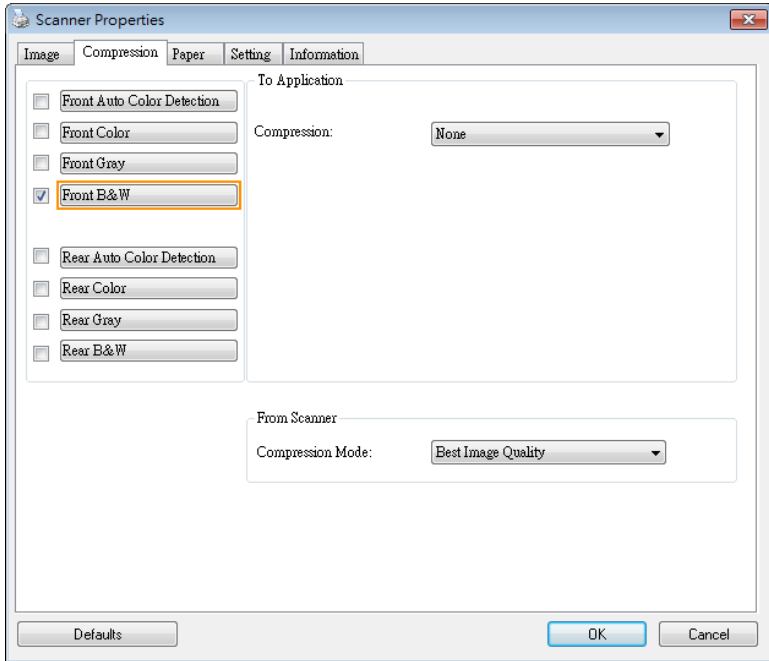 Scanner Properties
Image Compression Paper Setting Information
To Application
Front Auto Color Detection
Front Color
Compression: None
Front Gray
Front B&W
Rear Auto Color Detection
Rear Color
Rear Gray
Rear B&W
From Scanner
Compression Mode: Best Image Quality
Defaults OK Cancel